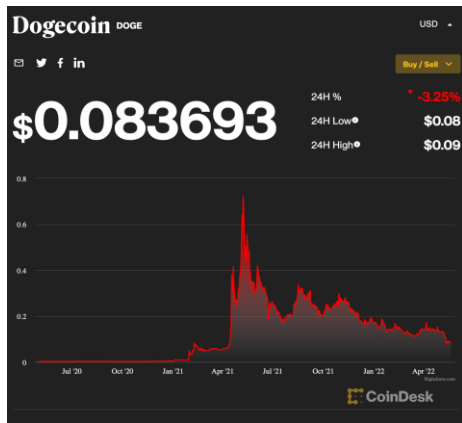 Dogecoin DOGE
USD
Buy / Sell
$0.083693
24H % -3.25%
24H Low $0.08
24H High $0.09
0.8
0.6
0.4
0.2
0
Jul '20 Oct '20 Jan '21 Apr '21 Jul '21 Oct '21 Jan '22 Apr '22
Highcharts.com
CoinDesk